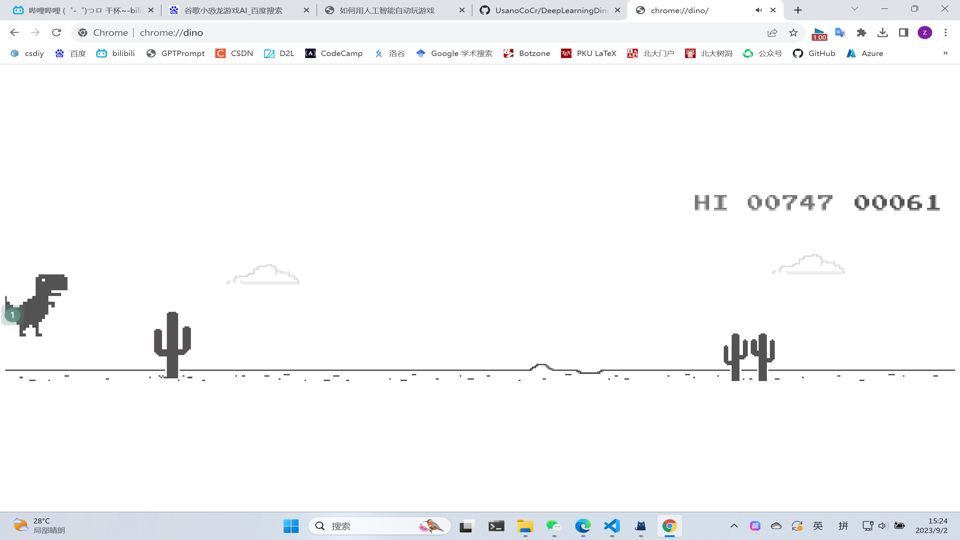 哔哩哔哩 (゜-゜)つロ 干杯~-bili
谷歌小恐龙游戏AI_百度搜索
如何用人工智能自动玩游戏
UsanoCoCr/DeepLearningDin
chrome://dino/
Chrome | chrome://dino
1.00
z
csdiy
百度
bilibili
GPTPrompt
CSDN
D2L
CodeCamp
洛谷
Google 学术搜索
Botzone
PKU LaTeX
北大门户
北大树洞
公众号
GitHub
Azure
»
HI 00747 00061
1
28°C
局部晴朗
搜索
英
拼
15:24
2023/9/2